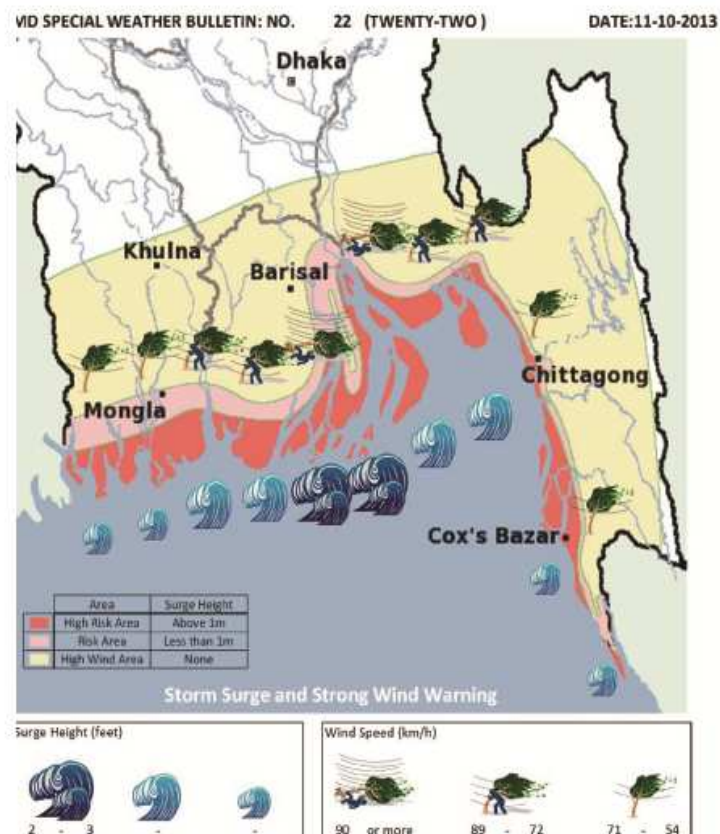 MD SPECIAL WEATHER BULLETIN: NO. 22 (TWENTY-TWO ) DATE:11-10-2013
Dhaka
Khulna
Barisal
Chittagong
Mongla
Cox's Bazar
Area Surge Height
High Risk Area Above 1m
Risk Area Less than 1m
High Wind Area None
Storm Surge and Strong Wind Warning
Surge Height (feet) Wind Speed (km/h)
2 - 3 - - 90 or more 89 - 72 71 - 54